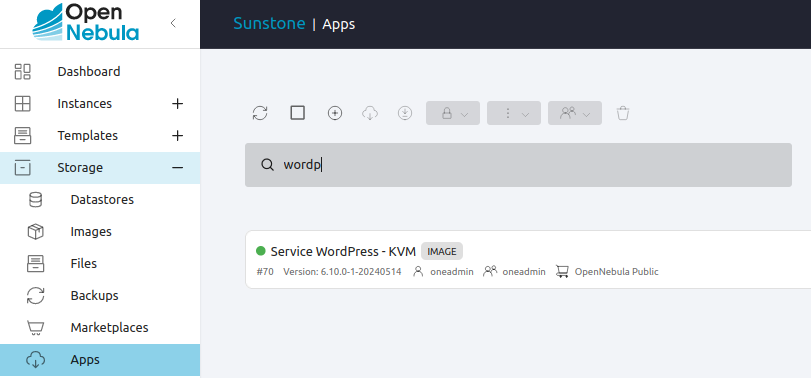 Open
Nebula
Sunstone | Apps
Dashboard
Instances
Templates
Storage
Datastores
Images
Files
Backups
Marketplaces
Apps
wordp
Service WordPress - KVM IMAGE
#70 Version: 6.10.0-1-20240514 oneadmin oneadmin OpenNebula Public